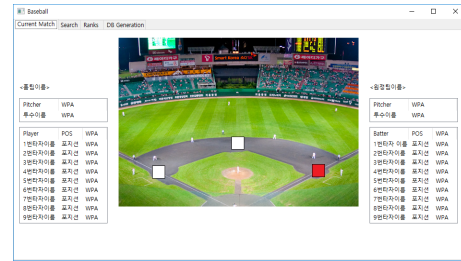 Baseball
Current Match Search Ranks DB Generation
<홈팀이름>
Pitcher WPA
투수이름 WPA
Player POS WPA
1번타자이름 포지션 WPA
2번타자이름 포지션 WPA
3번타자이름 포지션 WPA
4번타자이름 포지션 WPA
5번타자이름 포지션 WPA
6번타자이름 포지션 WPA
7번타자이름 포지션 WPA
8번타자이름 포지션 WPA
9번타자이름 포지션 WPA
<원정팀이름>
Pitcher WPA
투수이름 WPA
Batter POS WPA
1번타자 이름 포지션 WPA
2번타자이름 포지션 WPA
3번타자이름 포지션 WPA
4번타자이름 포지션 WPA
5번타자이름 포지션 WPA
6번타자이름 포지션 WPA
7번타자이름 포지션 WPA
8번타자이름 포지션 WPA
9번타자이름 포지션 WPA